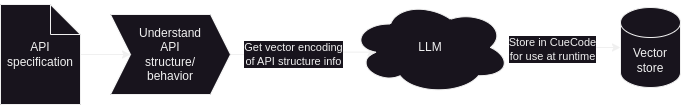 API
specification
Understand
API
structure/
behavior
Get vector encoding
of API structure info
LLM
Store in CueCode
for use at runtime
Vector
store